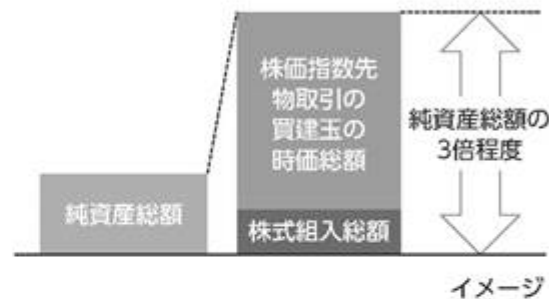 株価指数先
物取引の
買建玉の
時価総額
純資産総額の
3倍程度
純資産総額
株式組入総額
イメージ